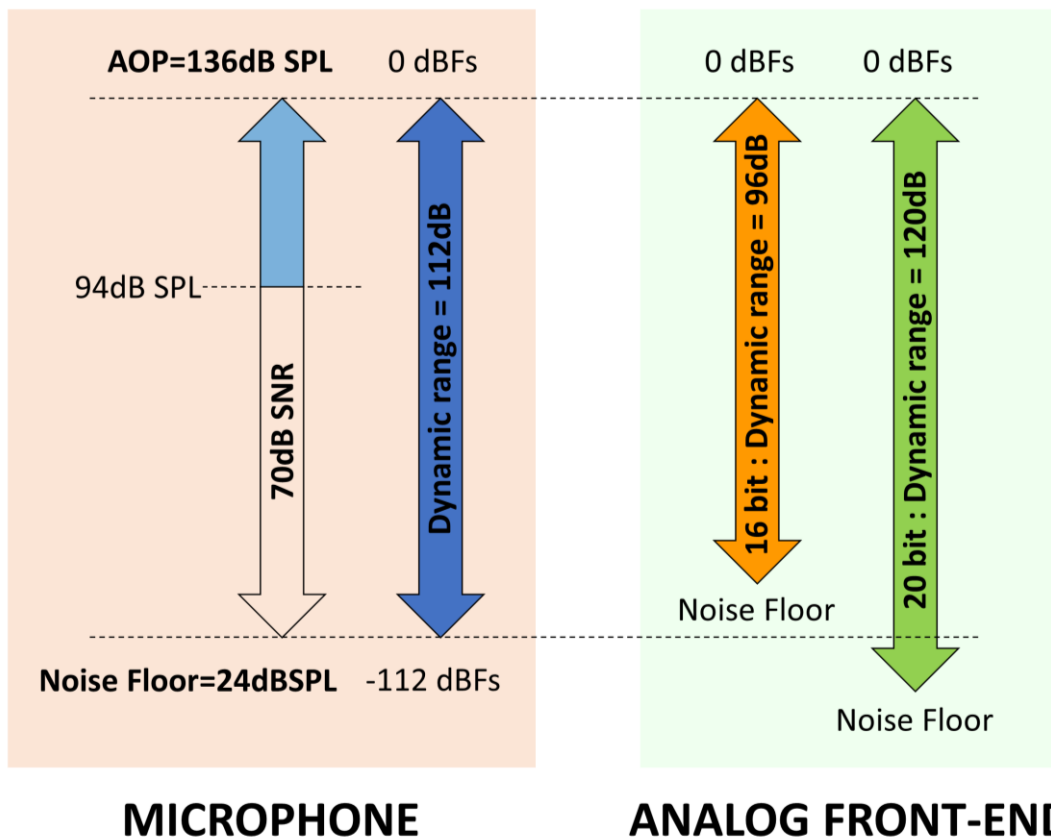 AOP=136dB SPL
0 dBFs
0 dBFs
0 dBFs
94dB SPL
70dB SNR
Dynamic range = 112dB
16 bit : Dynamic range = 96dB
20 bit : Dynamic range = 120dB
Noise Floor
Noise Floor=24dBSPL
-112 dBFs
Noise Floor
MICROPHONE
ANALOG FRONT-END